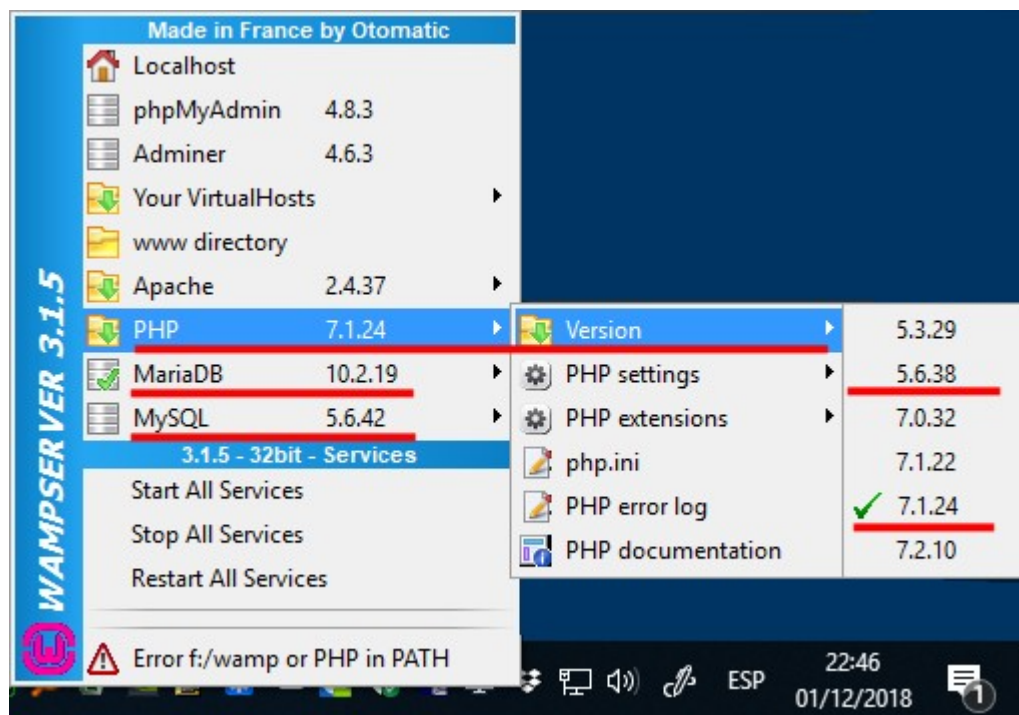 Made in France by Otomatic
Localhost
phpMyAdmin 4.8.3
Adminer 4.6.3
Your VirtualHosts
www directory
Apache 2.4.37
PHP 7.1.24
MariaDB 10.2.19
MySQL 5.6.42
3.1.5 - 32bit - Services
Start All Services
Stop All Services
Restart All Services
Error f:/wamp or PHP in PATH
WAMPSERVER 3.1.5
Version
PHP settings
PHP extensions
php.ini
PHP error log
PHP documentation
5.3.29
5.6.38
7.0.32
7.1.22
7.1.24
7.2.10
ESP
22:46
01/12/2018
1